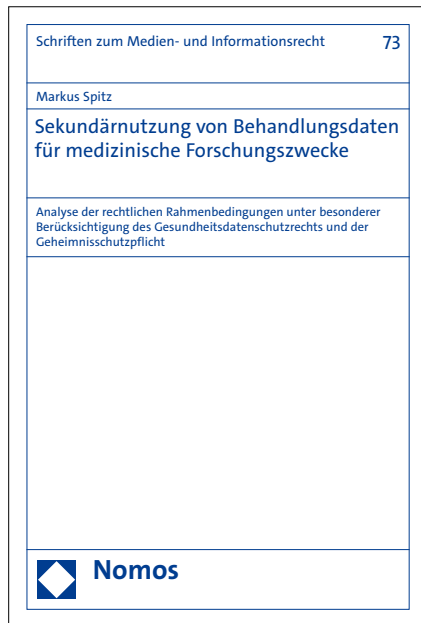 Schriften zum Medien- und Informationsrecht 73
Markus Spitz
Sekundärnutzung von Behandlungsdaten
für medizinische Forschungszwecke
Analyse der rechtlichen Rahmenbedingungen unter besonderer
Berücksichtigung des Gesundheitsdatenschutzrechts und der
Geheimnisschutzpflicht
Nomos